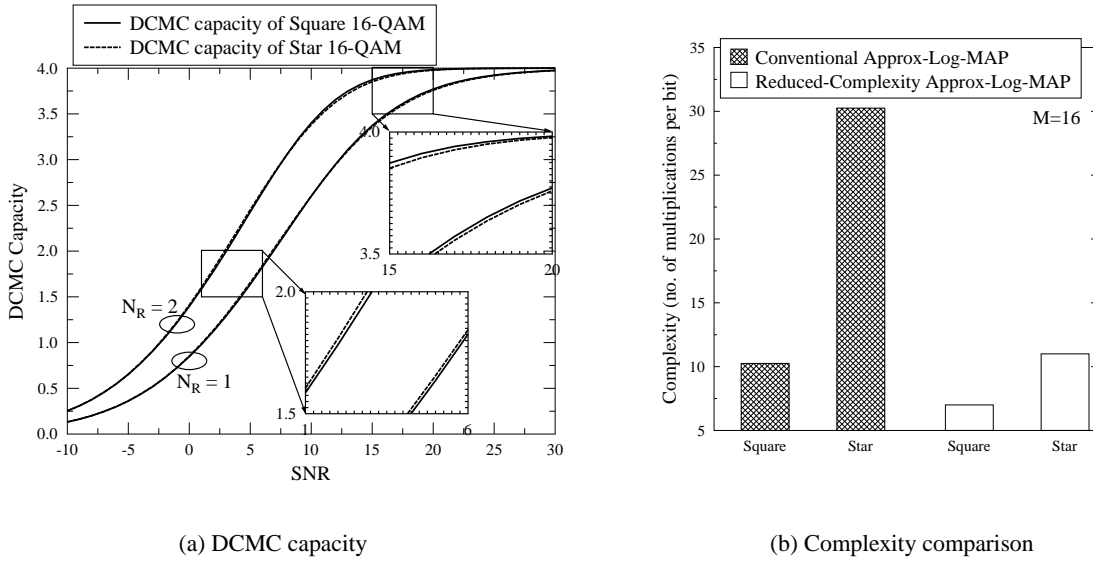 DCMC capacity of Square 16-QAM
DCMC capacity of Star 16-QAM
4.0
3.5
3.0
2.5
2.0
1.5
1.0
0.5
0.0
DCMC Capacity
-10
-5
0
5
10
15
20
25
30
SNR
N_R = 2
N_R = 1
4.0
3.5
15
20
2.0
1.5
1
6
(a) DCMC capacity
Conventional Approx-Log-MAP
Reduced-Complexity Approx-Log-MAP
M=16
35
30
25
20
15
10
5
Complexity (no. of multiplications per bit)
Square
Star
Square
Star
(b) Complexity comparison